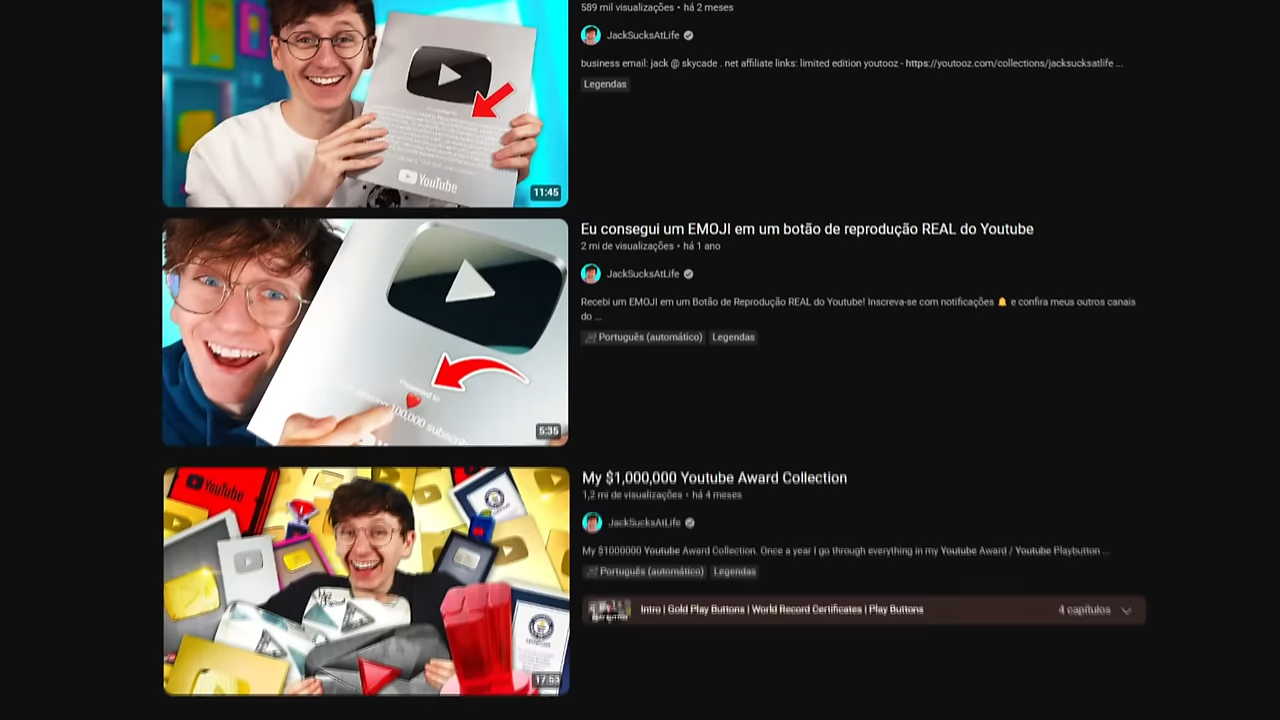 589 mil visualizações • há 2 meses
JackSucksAtLife
business email: jack @ skycade . net affiliate links: limited edition youtooz - https://youtooz.com/collections/jacksucksatlife ...
Legendas
YouTube
11:45
Eu consegui um EMOJI em um botão de reprodução REAL do Youtube
2 mi de visualizações • há 1 ano
JackSucksAtLife
Recebi um EMOJI em um Botão de Reprodução REAL do Youtube! Inscreva-se com notificações 🔔 e confira meus outros canais
do ...
Português (automático) Legendas
Presented to
100,000
5:35
My $1,000,000 Youtube Award Collection
1,2 mi de visualizações • há 4 meses
JackSucksAtLife
My $1000000 Youtube Award Collection. Once a year I go through everything in my Youtube Award / Youtube Playbutton ...
Português (automático) Legendas
Intro | Gold Play Buttons | World Record Certificates | Play Buttons 4 capítulos
YouTube
17:53